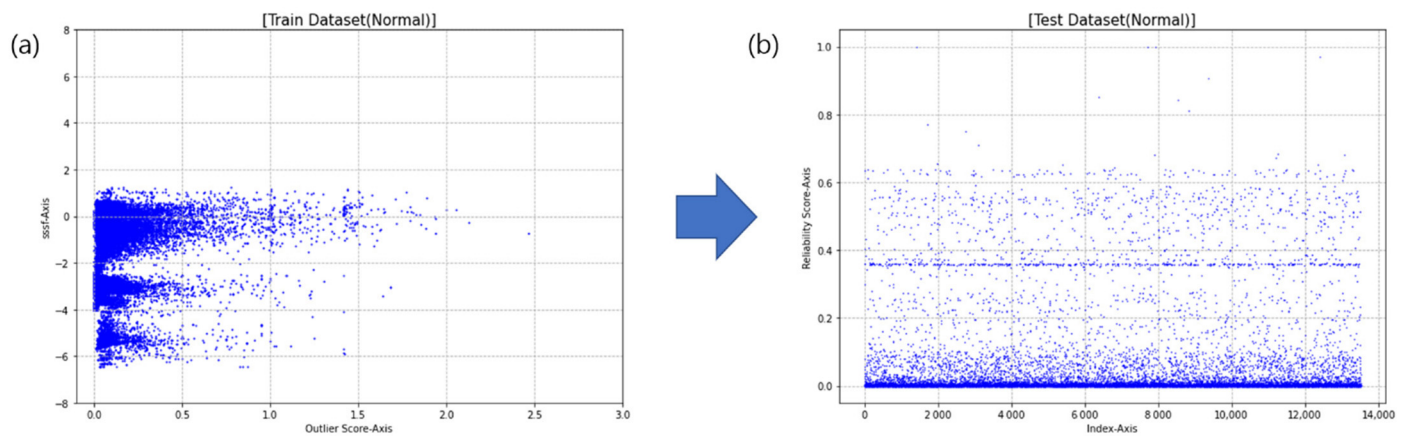 (a)
[Train Dataset(Normal)]
8
6
4
2
0
−2
−4
−6
−8
sssf-Axis
0.0 0.5 1.0 1.5 2.0 2.5 3.0
Outlier Score-Axis
(b)
[Test Dataset(Normal)]
1.0
0.8
0.6
0.4
0.2
0.0
Reliability Score-Axis
0 2 000 4 000 6 000 8 000 10,000 12,000 14,000
Index-Axis